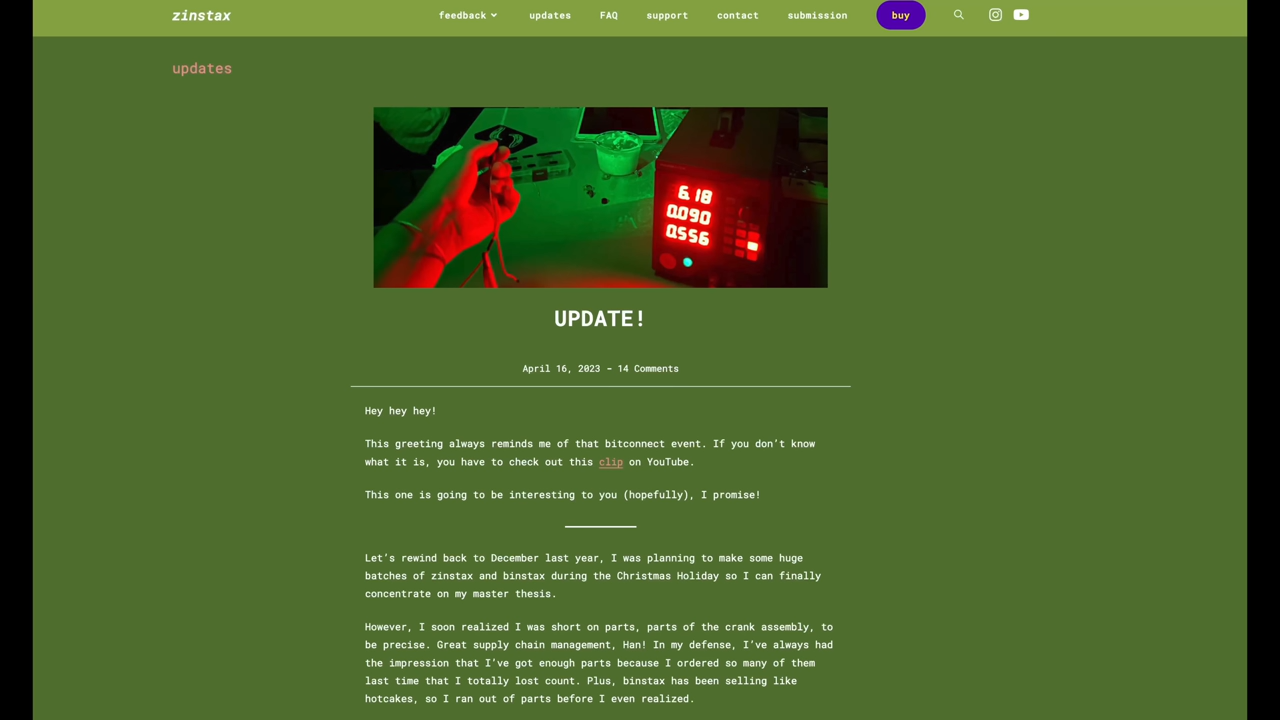 zinstax
feedback updates FAQ support contact submission buy
updates
6.18
0.090
0.556
UPDATE!
April 16, 2023 - 14 Comments
Hey hey hey!
This greeting always reminds me of that bitconnect event. If you don’t know
what it is, you have to check out this clip on YouTube.
This one is going to be interesting to you (hopefully), I promise!
Let’s rewind back to December last year, I was planning to make some huge
batches of zinstax and binstax during the Christmas Holiday so I can finally
concentrate on my master thesis.
However, I soon realized I was short on parts, parts of the crank assembly, to
be precise. Great supply chain management, Han! In my defense, I’ve always had
the impression that I’ve got enough parts because I ordered so many of them
last time that I totally lost count. Plus, binstax has been selling like
hotcakes, so I ran out of parts before I even realized.